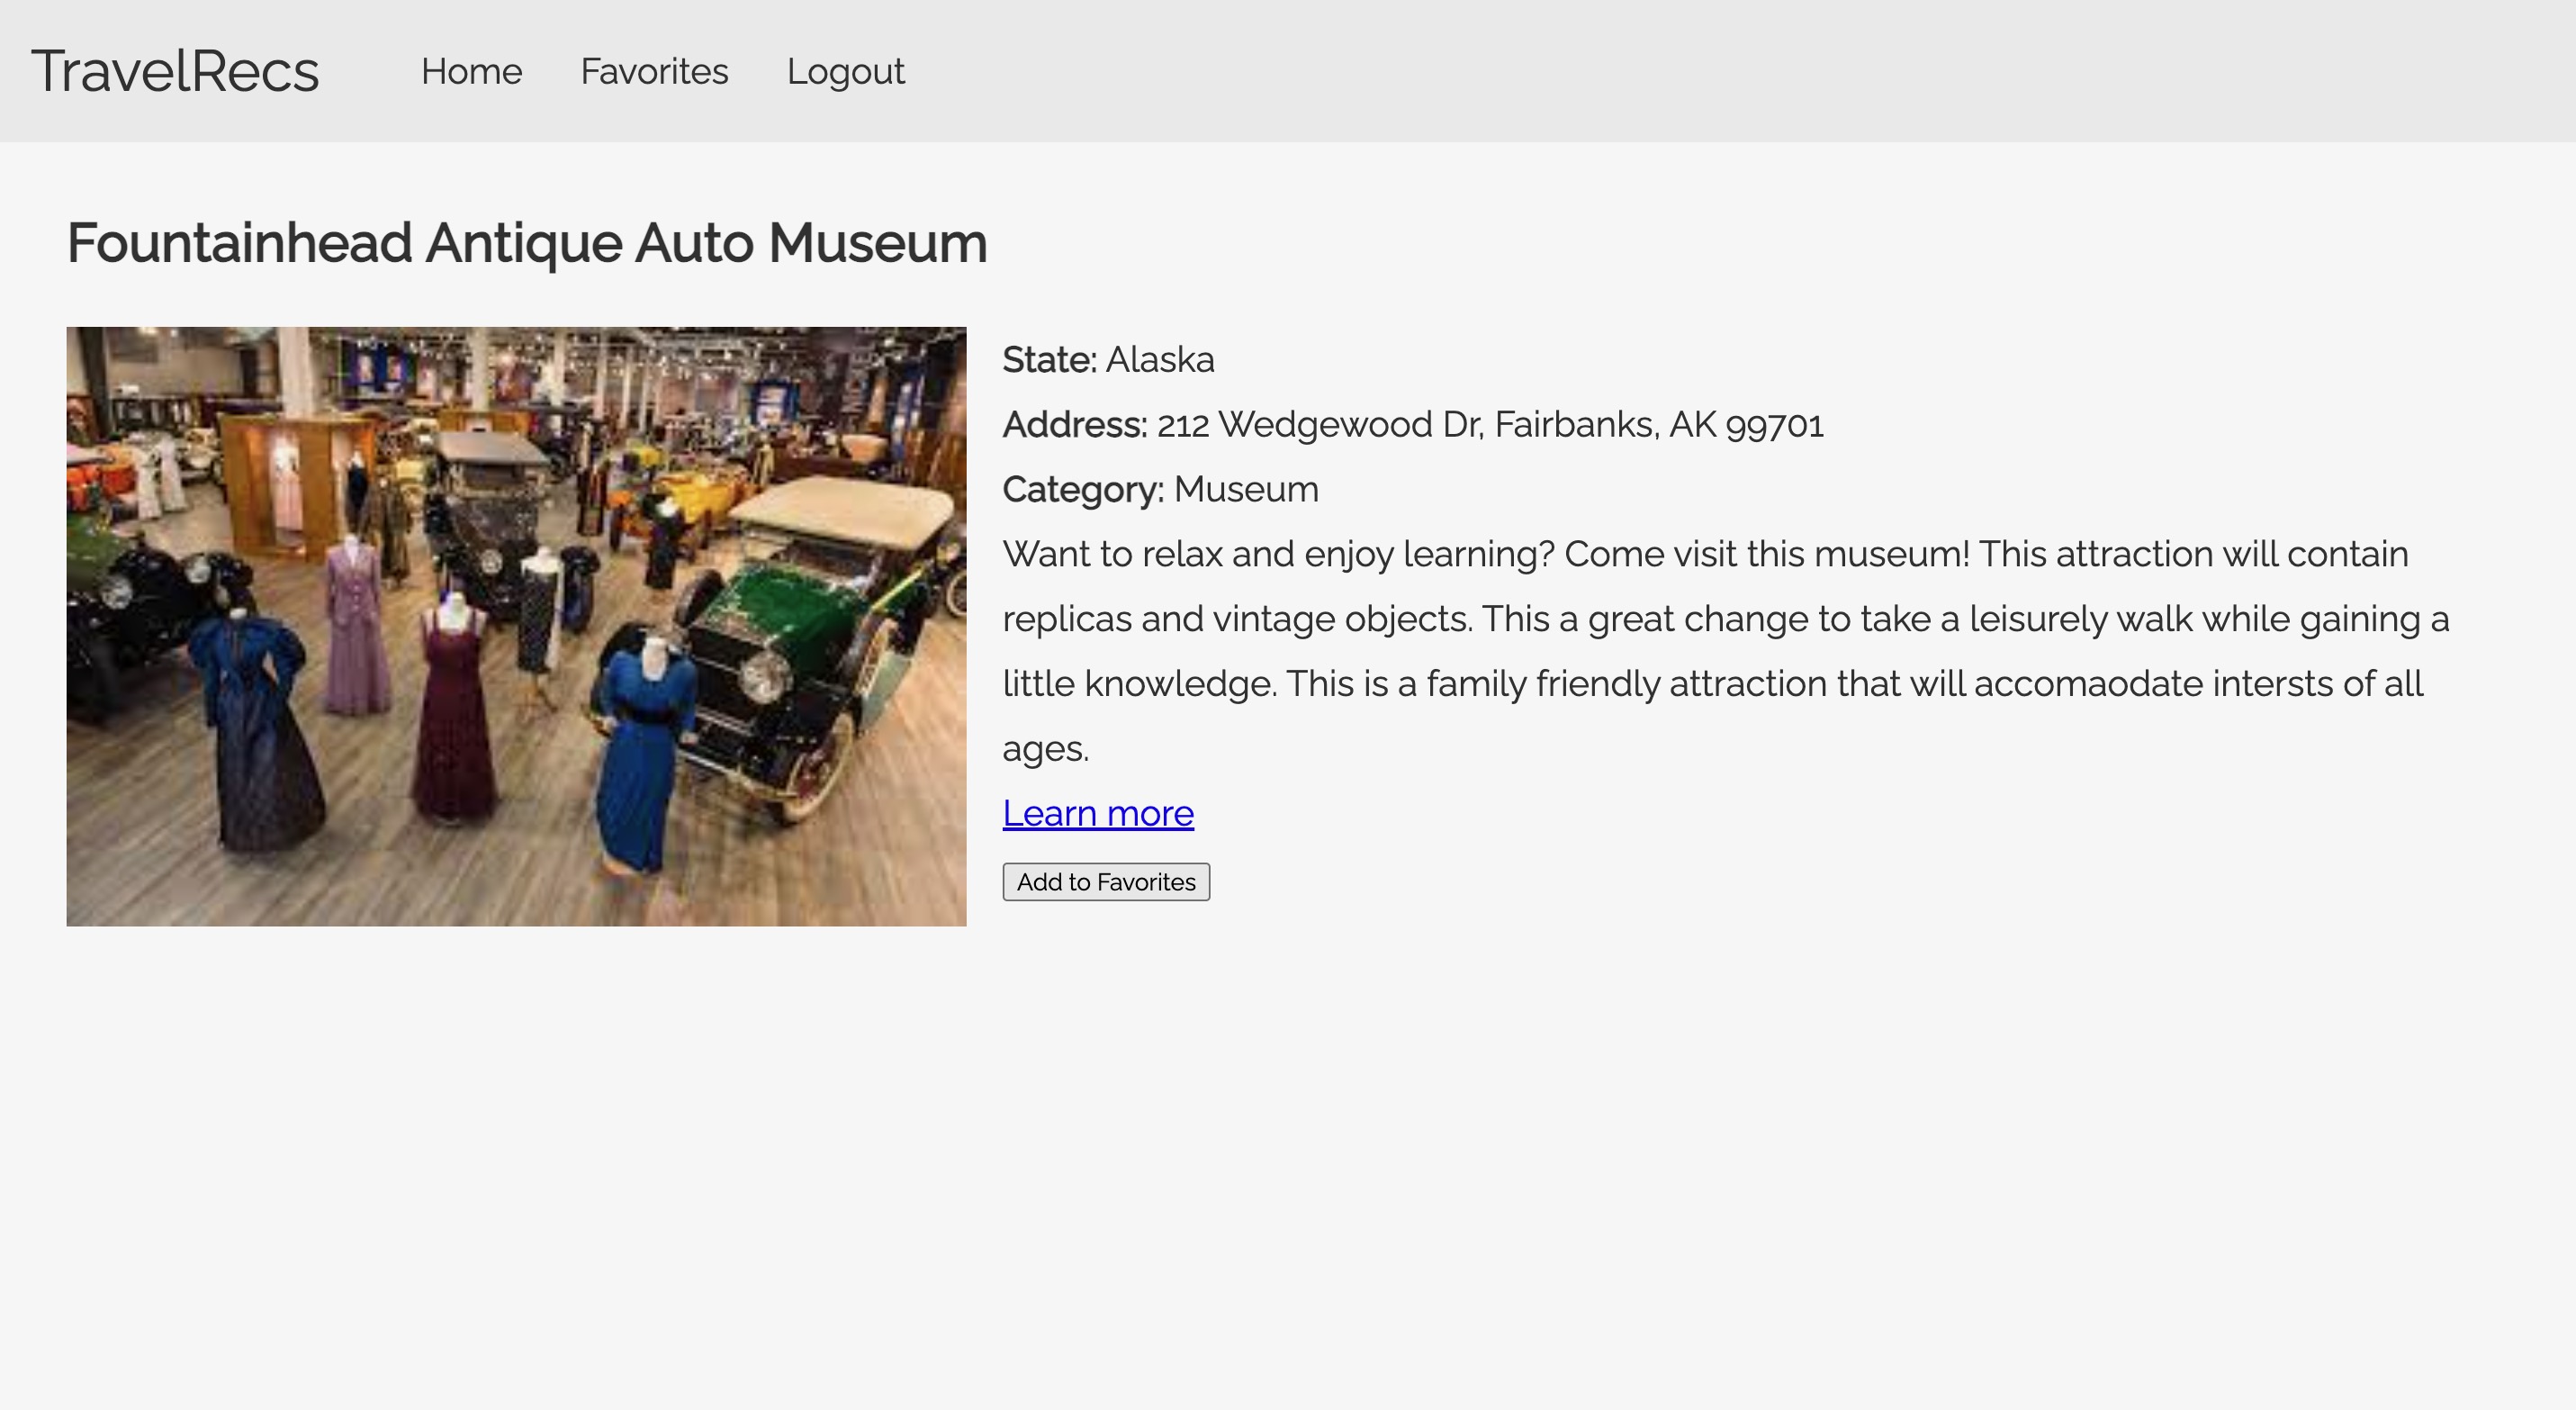 TravelRecs Home Favorites Logout
Fountainhead Antique Auto Museum
State: Alaska
Address: 212 Wedgewood Dr, Fairbanks, AK 99701
Category: Museum
Want to relax and enjoy learning? Come visit this museum! This attraction will contain
replicas and vintage objects. This a great change to take a leisurely walk while gaining a
little knowledge. This is a family friendly attraction that will accomaodate intersts of all
ages.
Learn more
Add to Favorites